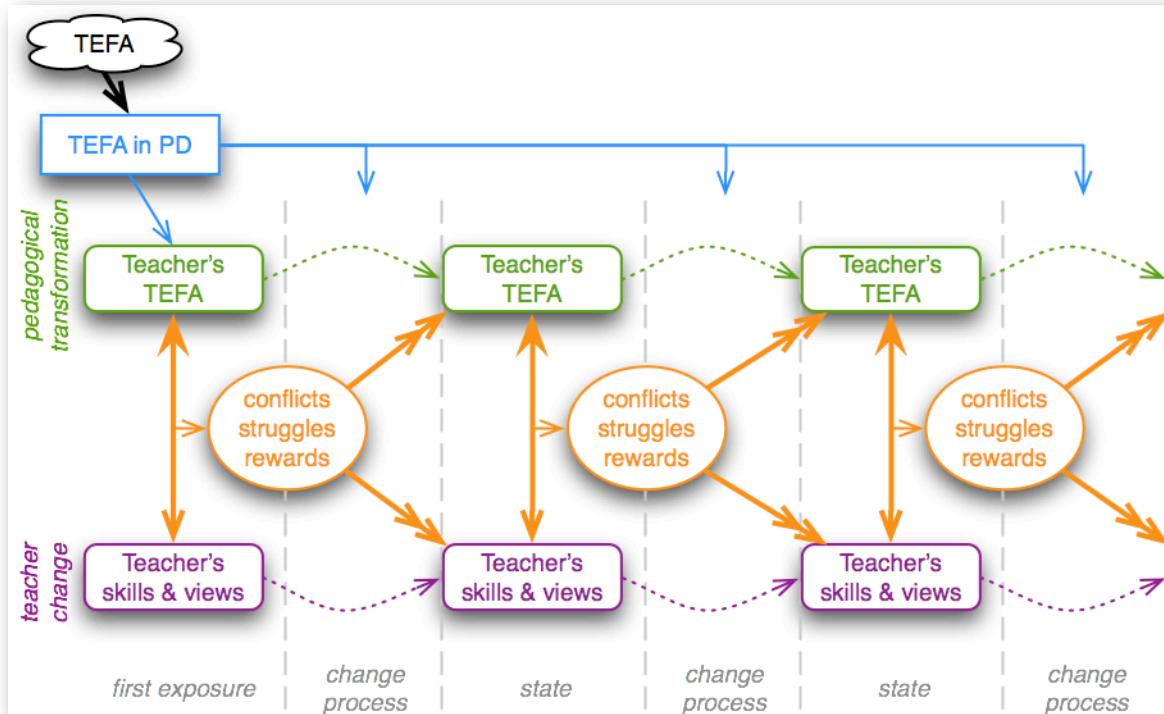 TEFA
TEFA in PD
pedagogical
transformation
Teacher's
TEFA
Teacher's
TEFA
Teacher's
TEFA
conflicts
struggles
rewards
conflicts
struggles
rewards
conflicts
struggles
rewards
teacher
change
Teacher's
skills & views
Teacher's
skills & views
Teacher's
skills & views
first exposure
change
process
state
change
process
state
change
process